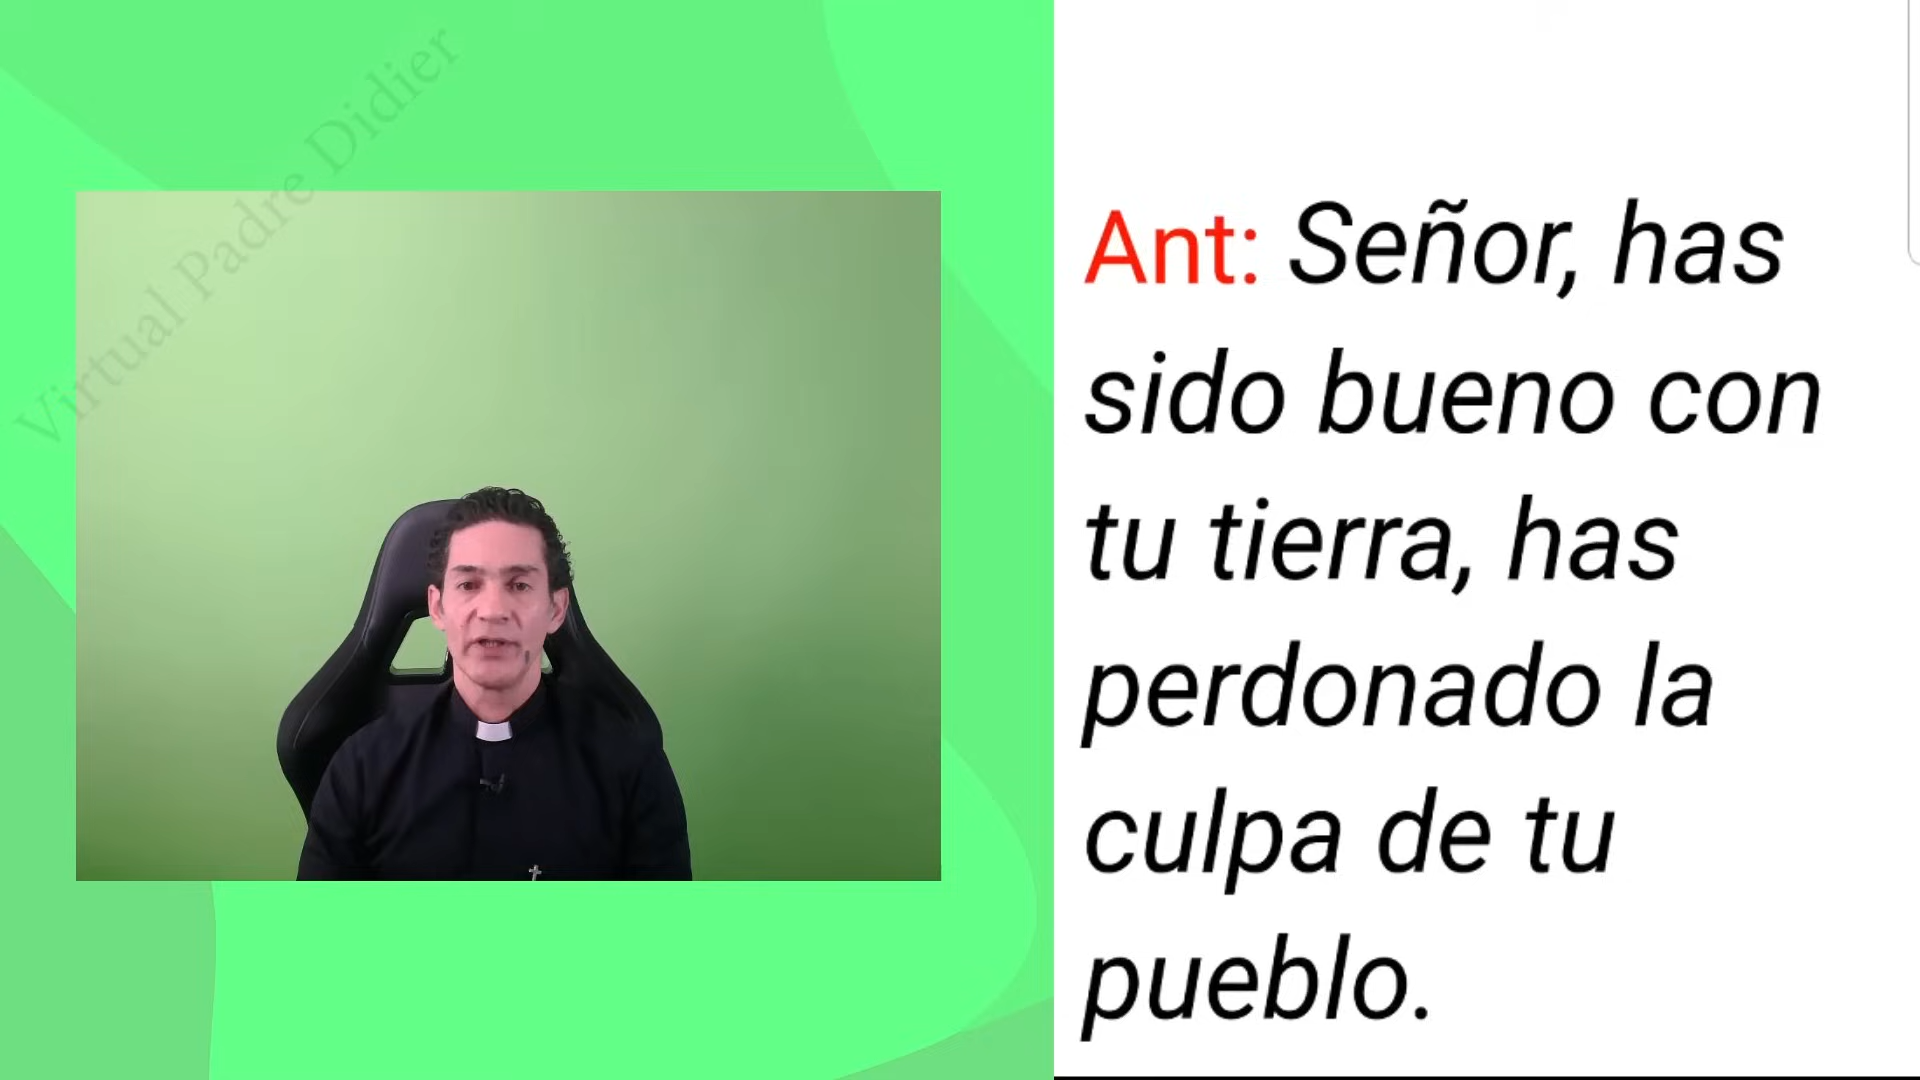 Virtual Padre Didier
Ant: Señor, has
sido bueno con
tu tierra, has
perdonado la
culpa de tu
pueblo.